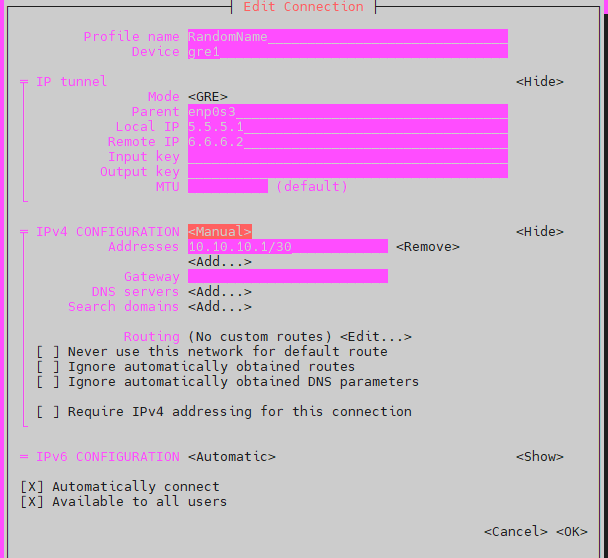 Edit Connection
Profile name RandomName
Device gre1
IP tunnel <Hide>
Mode <GRE>
Parent enp0s3
Local IP 5.5.5.1
Remote IP 6.6.6.2
Input key
Output key
MTU (default)
IPv4 CONFIGURATION <Manual> <Hide>
Addresses 10.10.10.1/30 <Remove>
<Add...>
Gateway
DNS servers <Add...>
Search domains <Add...>
Routing (No custom routes) <Edit...>
[ ] Never use this network for default route
[ ] Ignore automatically obtained routes
[ ] Ignore automatically obtained DNS parameters
[ ] Require IPv4 addressing for this connection
IPv6 CONFIGURATION <Automatic> <Show>
[X] Automatically connect
[X] Available to all users
<Cancel> <OK>